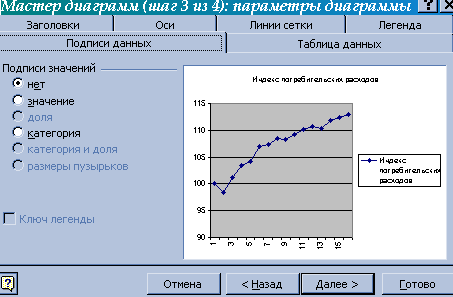 Мастер диаграмм (шаг 3 из 4): параметры диаграммы ? ×
Заголовки Оси Линии сетки Легенда
Подписи данных Таблица данных
Подписи значений
нет
значение
доля
категория
категория и доля
размеры пузырьков
Ключ легенды
Индекс потребительских расходов
115
110
105
100
95
90
1 3 5 7 9 11 13 15
Индекс
потребительских
расходов
? Отмена < Назад Далее > Готово